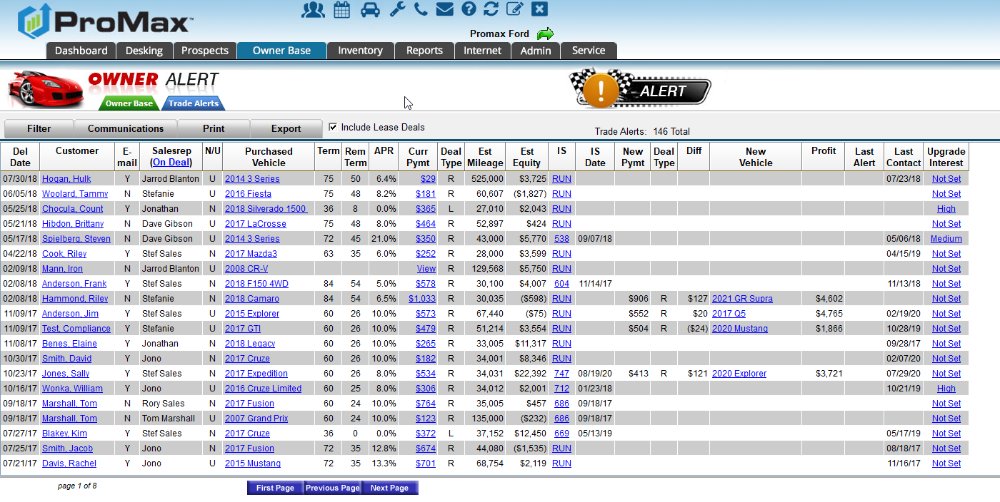 ProMax™
Promax Ford
Dashboard Desking Prospects Owner Base Inventory Reports Internet Admin Service
OWNER ALERT
Owner Base Trade Alerts
! ALERT
Filter Communications Print Export Include Lease Deals
Trade Alerts: 146 Total
Del Date Customer E-mail Salesrep (On Deal) N/U Purchased Vehicle Term Rem Term APR Curr Pymt Deal Type Est Mileage Est Equity IS IS Date New Pymt Deal Type Diff New Vehicle Profit Last Alert Last Contact Upgrade Interest
07/30/18 Hogan, Hulk Y Jarrod Blanton U 2014 3 Series 75 50 6.4% $29 R 525,000 $3,725 RUN 07/23/18 Not Set
06/05/18 Woolard, Tammy N Stefanie U 2016 Fiesta 75 48 8.2% $181 R 60,607 ($1,827) RUN Not Set
05/25/18 Chocula, Count Y Jonathan N 2018 Silverado 1500 36 8 0.0% $365 L 27,010 $2,043 RUN High
05/21/18 Hibdon, Brittany N Dave Gibson U 2017 LaCrosse 75 48 8.0% $464 R 52,897 $424 RUN Not Set
05/17/18 Spielberg, Steven N Dave Gibson U 2014 3 Series 72 45 21.0% $350 R 43,000 $5,770 538 09/07/18 05/06/18 Medium
04/22/18 Cook, Riley Y Stef Sales N 2017 Mazda3 63 35 6.0% $252 R 28,000 $3,599 RUN 04/15/19 Not Set
02/09/18 Mann, Iron N Jarrod Blanton U 2008 CR-V View R 129,568 $5,750 RUN Not Set
02/08/18 Anderson, Frank Y Stef Sales N 2018 F150 4WD 84 54 5.0% $578 R 30,100 $4,007 604 11/14/17 11/13/18 Not Set
02/08/18 Hammond, Riley N Stefanie N 2018 Camaro 84 54 6.5% $1,033 R 30,035 ($598) RUN $906 R $127 2021 GR Supra $4,602 Not Set
11/09/17 Anderson, Jim Y Stef Sales U 2015 Explorer 60 26 10.0% $573 R 67,440 ($75) RUN $552 R $20 2017 Q5 $4,765 02/19/20 Not Set
11/09/17 Test, Compliance Y Stefanie U 2017 GTI 60 26 10.0% $479 R 51,214 $3,554 RUN $504 R ($24) 2020 Mustang $1,866 10/28/19 Not Set
11/08/17 Benes, Elaine Y Jonathan N 2018 Legacy 60 26 10.0% $265 R 33,005 $11,317 RUN 09/28/17 Not Set
10/30/17 Smith, David Y Jono N 2017 Cruze 60 26 10.0% $182 R 34,001 $8,346 RUN 02/07/20 Not Set
10/23/17 Jones, Sally Y Stef Sales N 2017 Expedition 60 26 8.0% $534 R 34,031 $22,392 747 08/19/20 $413 R $121 2020 Explorer $3,721 07/29/20 Not Set
10/16/17 Wonka, William Y Jono U 2016 Cruze Limited 60 25 8.0% $306 R 34,012 $2,001 712 01/23/18 10/21/19 High
09/18/17 Marshall, Tom N Rory Sales N 2017 Fusion 60 24 10.0% $764 R 35,005 $457 686 09/18/17 Not Set
09/18/17 Marshall, Tom N Tom Marshall U 2007 Grand Prix 60 24 10.0% $123 R 135,000 ($232) 686 09/18/17 Not Set
07/27/17 Blakey, Kim Y Stef Sales N 2017 Cruze 36 0 0.0% $372 L 37,152 $12,450 669 05/13/19 05/17/19 Not Set
07/25/17 Smith, Jacob Y Jono N 2017 Fusion 72 35 12.8% $674 R 44,080 ($1,535) RUN 08/18/17 Not Set
07/21/17 Davis, Rachel Y Jono U 2015 Mustang 72 35 13.3% $701 R 68,754 $2,119 RUN 11/16/17 Not Set
page 1 of 8 First Page Previous Page Next Page